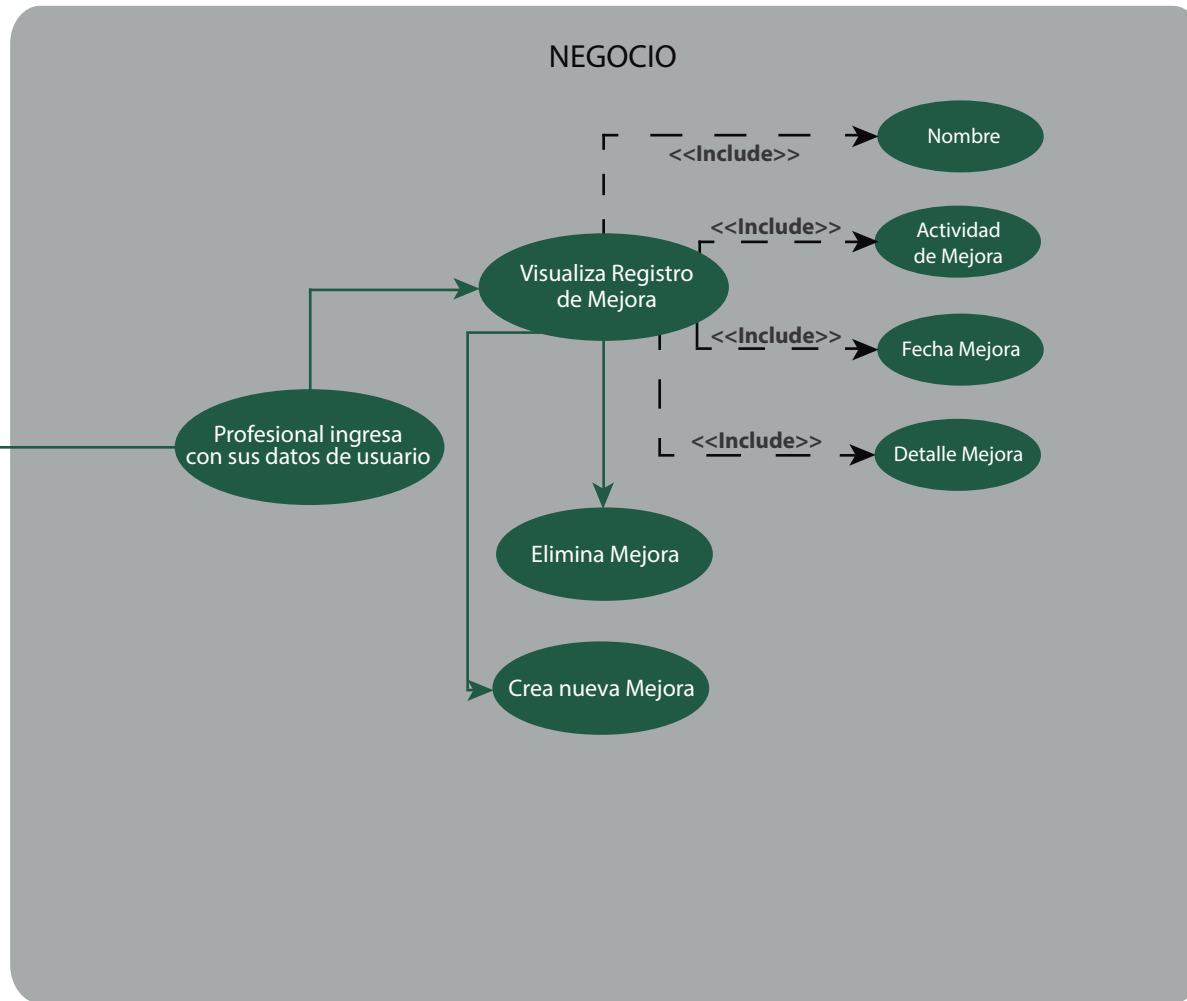 NEGOCIO
Nombre
<<Include>>
<<Include>>
Actividad
de Mejora
Visualiza Registro
de Mejora
<<Include>>
Fecha Mejora
Profesional ingresa
con sus datos de usuario
<<Include>>
Detalle Mejora
Elimina Mejora
Crea nueva Mejora